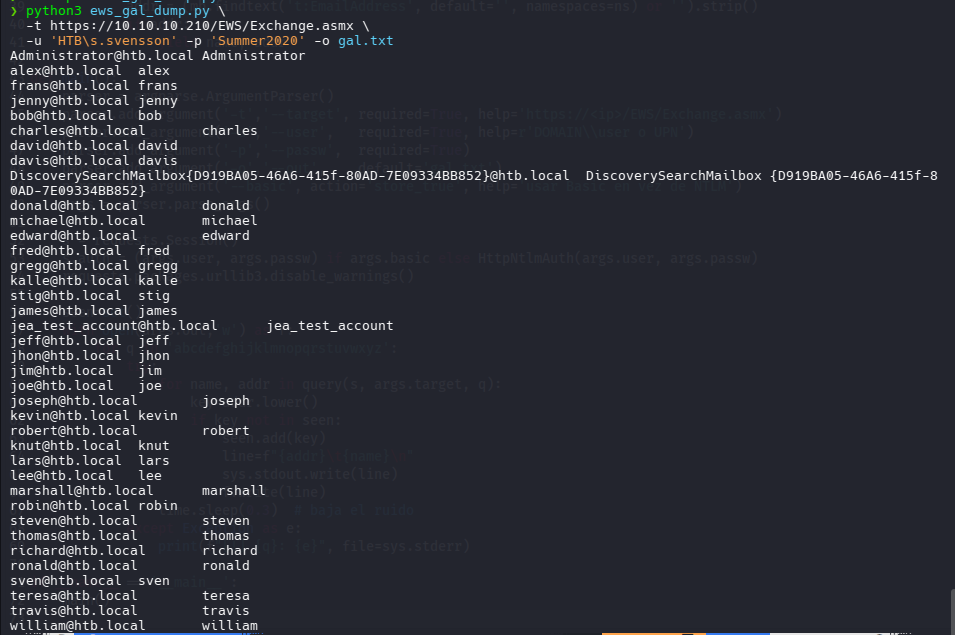 ❯ python3 ews_gal_dump.py \
-t https://10.10.10.210/EWS/Exchange.asmx \
-u 'HTB\s.svensson' -p 'Summer2020' -o gal.txt
Administrator@htb.local Administrator
alex@htb.local alex
frans@htb.local frans
jenny@htb.local jenny
bob@htb.local bob
charles@htb.local charles
david@htb.local david
davis@htb.local davis
DiscoverySearchMailbox{D919BA05-46A6-415f-80AD-7E09334BB852}@htb.local DiscoverySearchMailbox {D919BA05-46A6-415f-8
0AD-7E09334BB852}
donald@htb.local donald
michael@htb.local michael
edward@htb.local edward
fred@htb.local fred
gregg@htb.local gregg
kalle@htb.local kalle
stig@htb.local stig
james@htb.local james
jea_test_account@htb.local jea_test_account
jeff@htb.local jeff
jhon@htb.local jhon
jim@htb.local jim
joe@htb.local joe
joseph@htb.local joseph
kevin@htb.local kevin
robert@htb.local robert
knut@htb.local knut
lars@htb.local lars
lee@htb.local lee
marshall@htb.local marshall
robin@htb.local robin
steven@htb.local steven
thomas@htb.local thomas
richard@htb.local richard
ronald@htb.local ronald
sven@htb.local sven
teresa@htb.local teresa
travis@htb.local travis
william@htb.local william